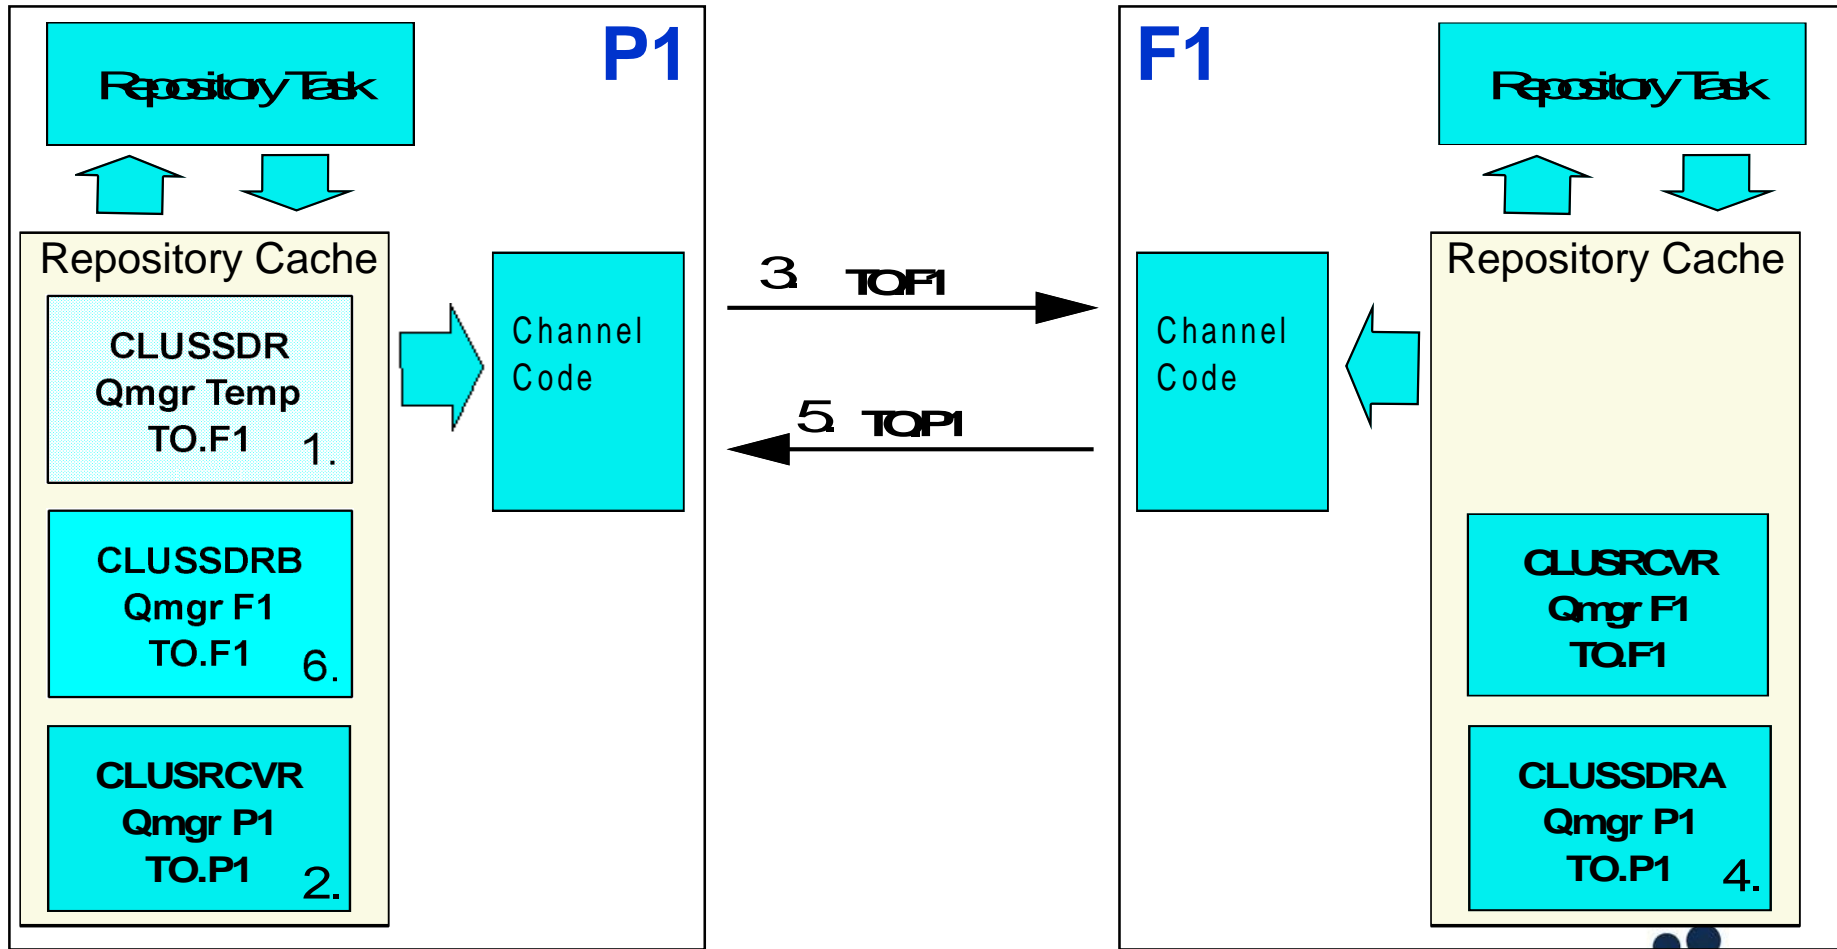 P1
Repository Task
Repository Cache
CLUSSDR
Qmgr Temp
TO.F1
1.
CLUSSDRB
Qmgr F1
TO.F1
6.
CLUSRCVR
Qmgr P1
TO.P1
2.
Channel
Code
3. TO.F1
5. TO.P1
F1
Repository Task
Repository Cache
Channel
Code
CLUSRCVR
Qmgr F1
TO.F1
CLUSSDRA
Qmgr P1
TO.P1
4.